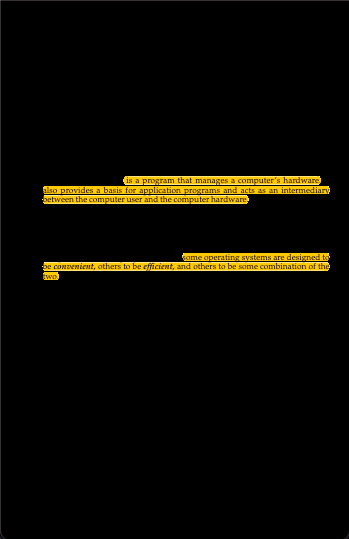 is a program that manages a computer's hardware.
also provides a basis for application programs and acts as an intermediary
between the computer user and the computer hardware.
some operating systems are designed to
be convenient, others to be efficient, and others to be some combination of the
two.